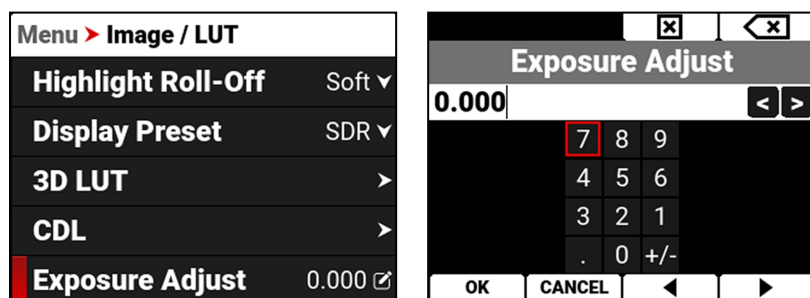 Menu > Image / LUT
Highlight Roll-Off Soft
Display Preset SDR
3D LUT >
CDL >
Exposure Adjust 0.000
Exposure Adjust
0.000 < >
7 8 9
4 5 6
3 2 1
. 0 +/-
OK CANCEL